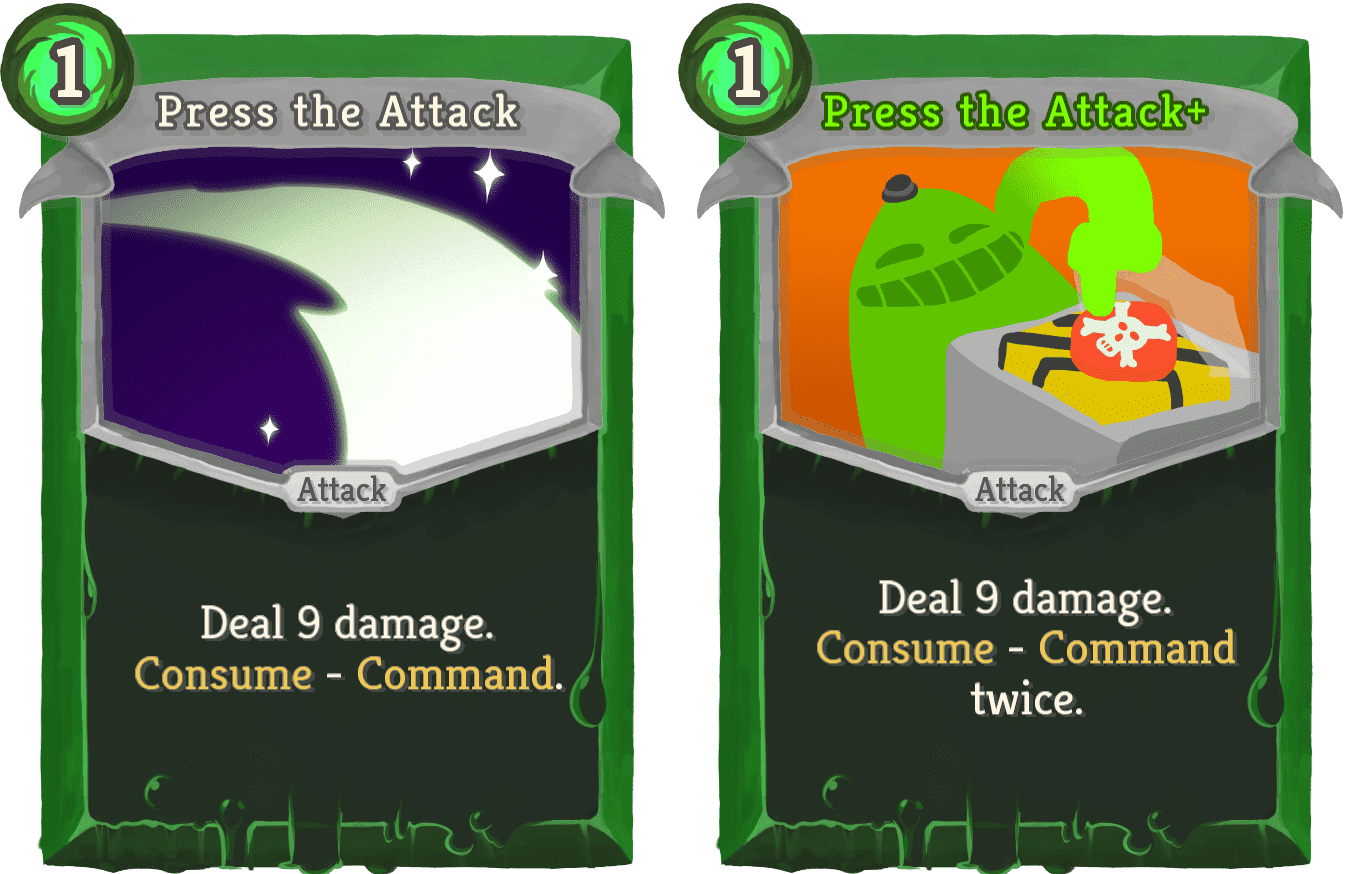 1
Press the Attack
Attack
Deal 9 damage.
Consume - Command.
1
Press the Attack+
Attack
Deal 9 damage.
Consume - Command
twice.